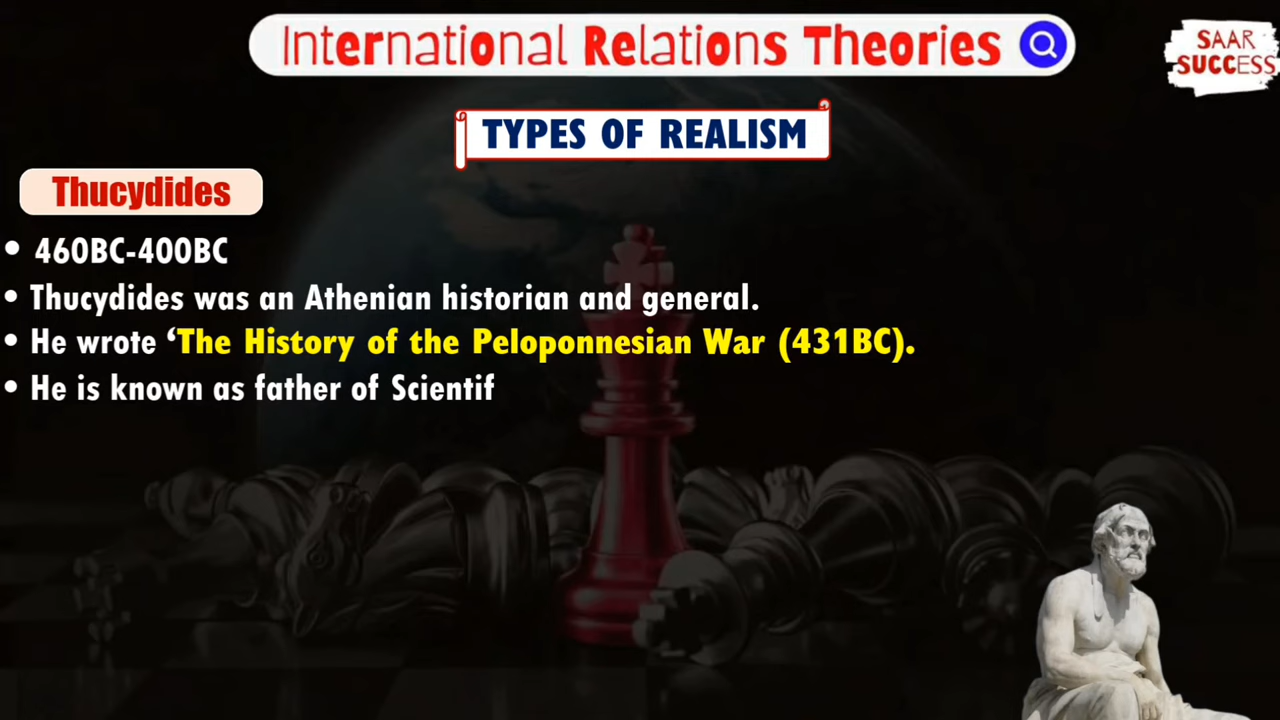 International Relations Theories
SAAR
SUCCESS
TYPES OF REALISM
Thucydides
• 460BC-400BC
• Thucydides was an Athenian historian and general.
• He wrote ‘The History of the Peloponnesian War (431BC).
• He is known as father of Scientif